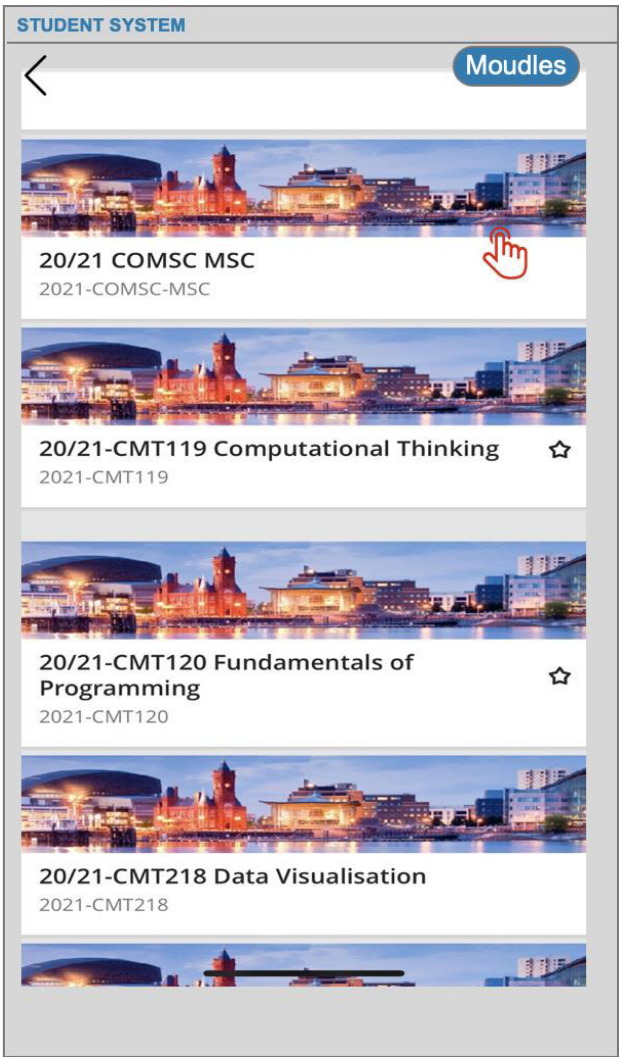 STUDENT SYSTEM
Moudles
20/21 COMSC MSC
2021-COMSC-MSC
20/21-CMT119 Computational Thinking
2021-CMT119
20/21-CMT120 Fundamentals of
Programming
2021-CMT120
20/21-CMT218 Data Visualisation
2021-CMT218